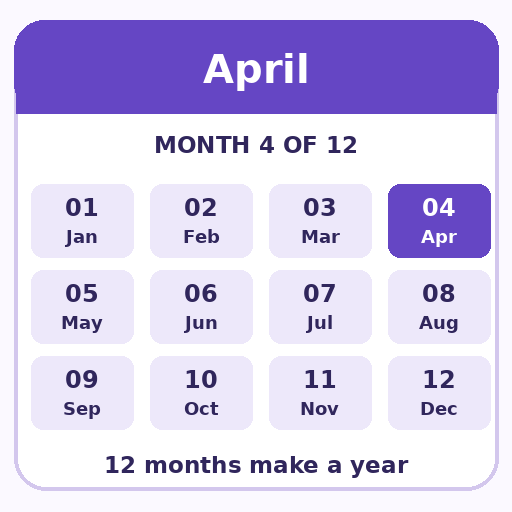 April
MONTH 4 OF 12
01 02 03 04
Jan Feb Mar Apr
05 06 07 08
May Jun Jul Aug
09 10 11 12
Sep Oct Nov Dec
12 months make a year